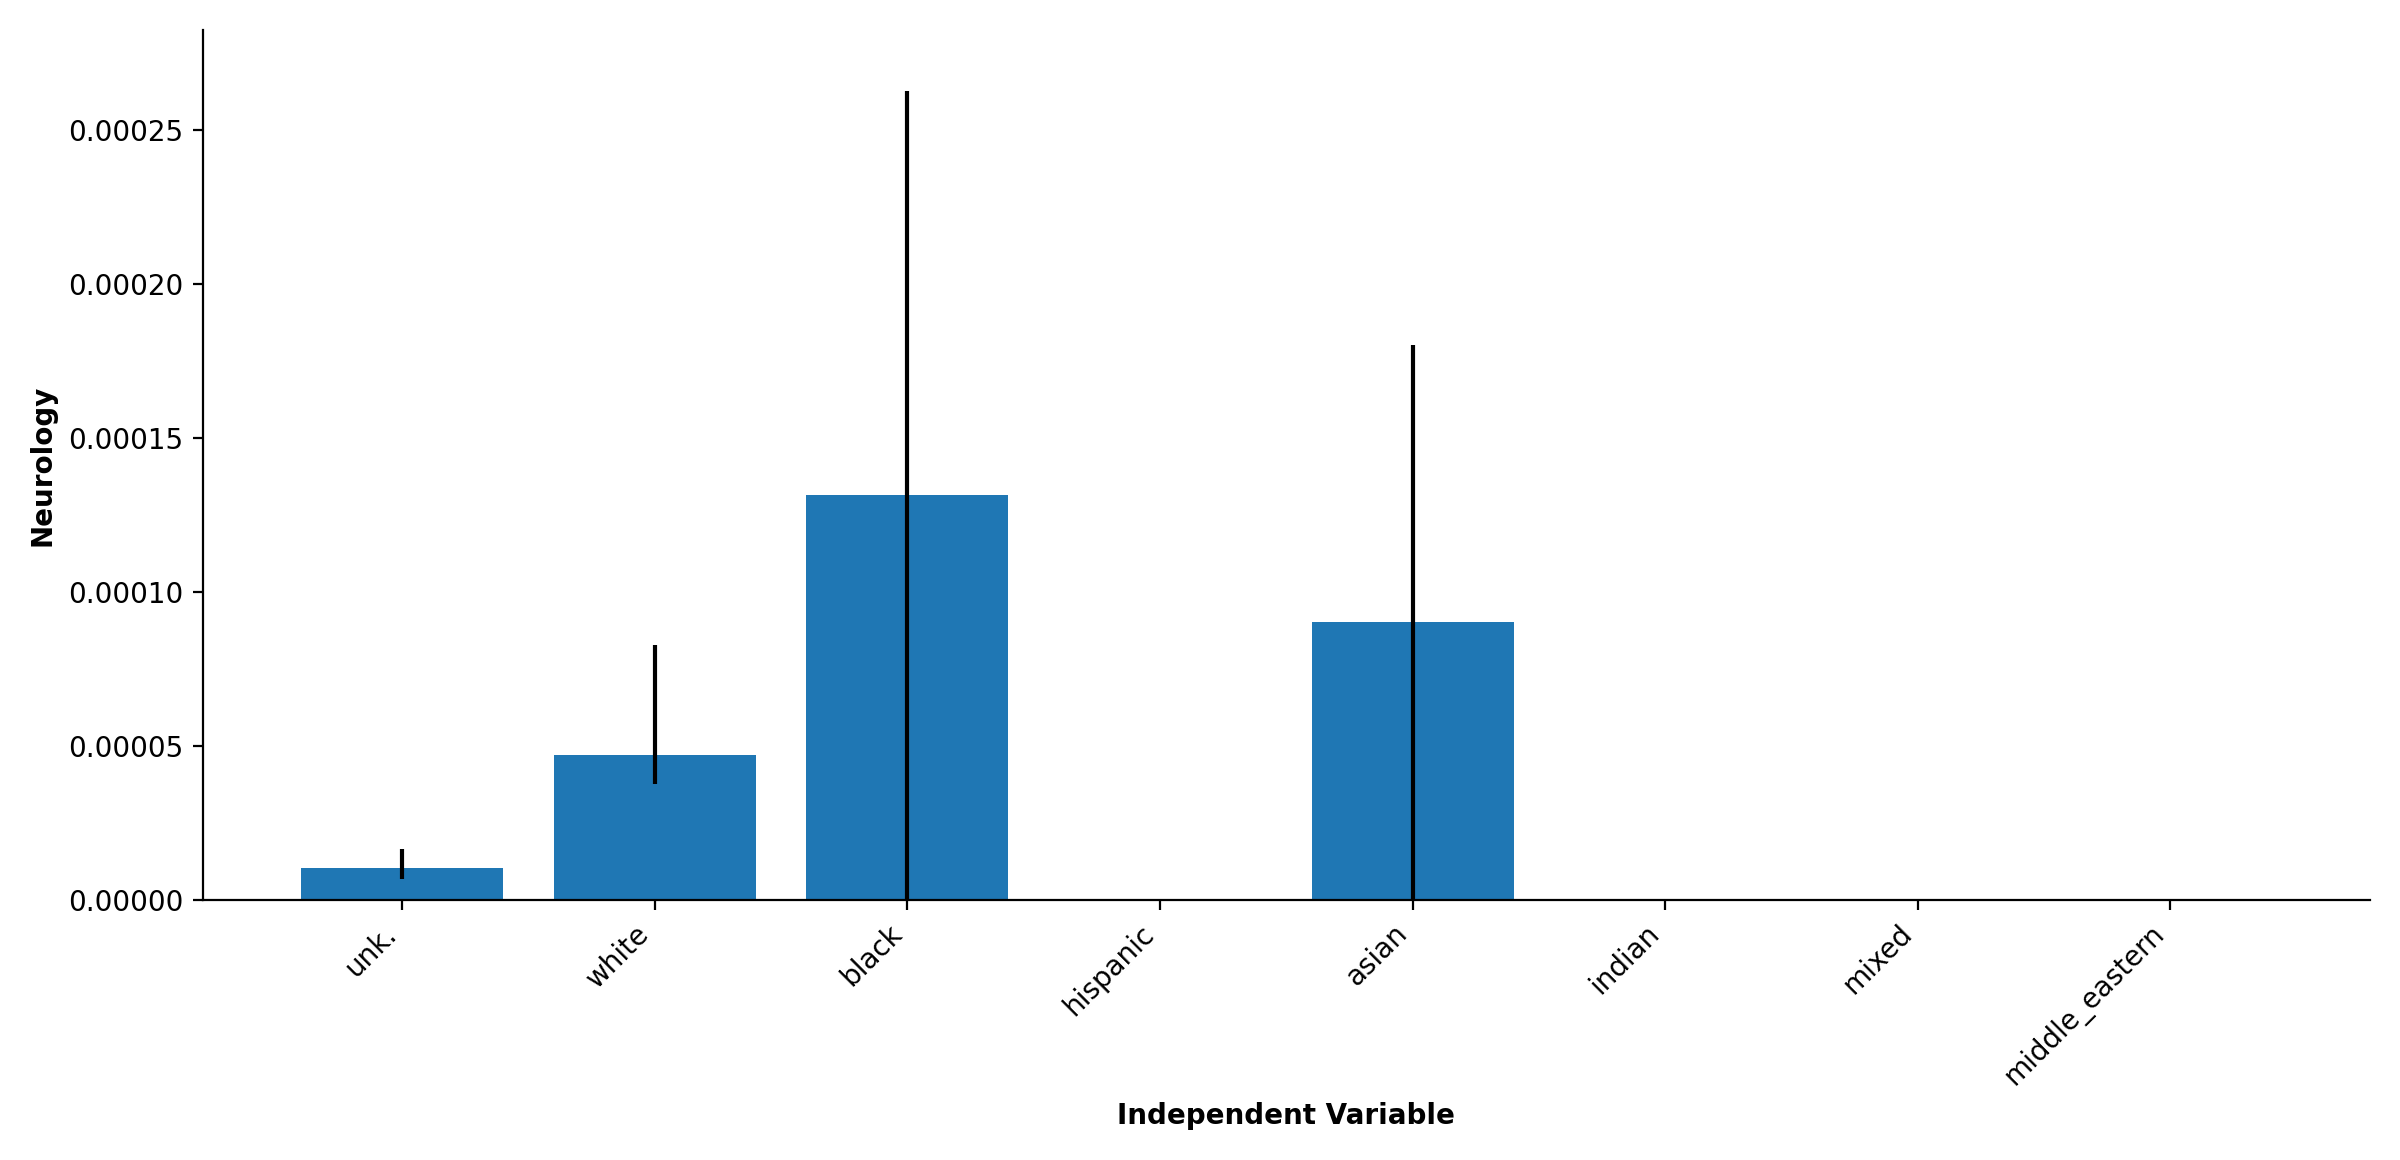 Neurology
0.00025
0.00020
0.00015
0.00010
0.00005
0.00000
unk.
white
black
hispanic
asian
indian
mixed
middle_eastern
Independent Variable